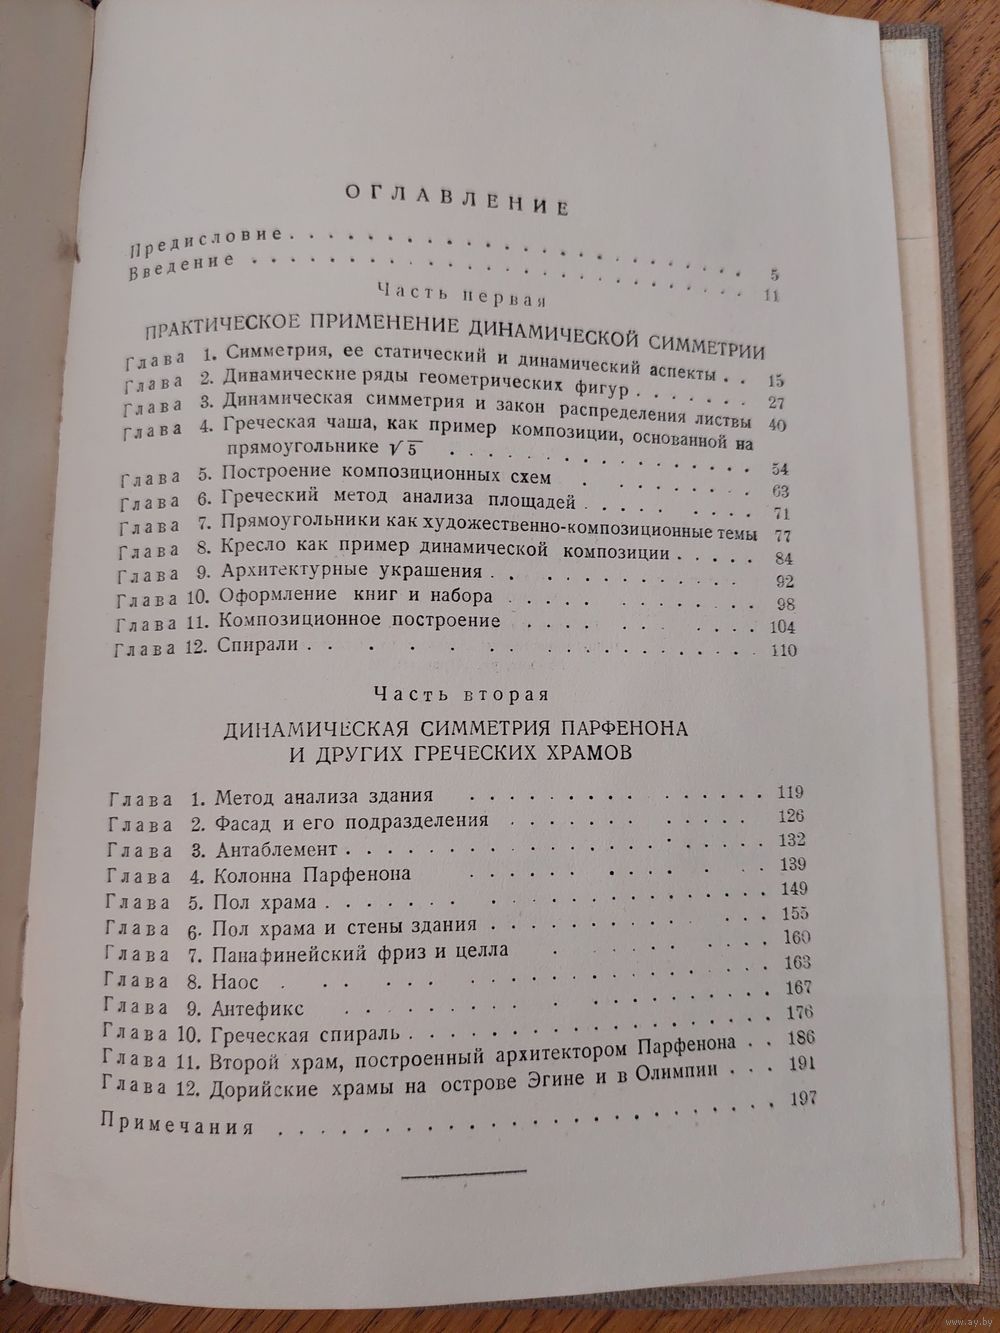 ОГЛАВЛЕНИЕ
Предисловие . . . . . . . . . . . . . . . . . . . . 5
Введение . . . . . . . . . . . . . . . . . . . . 11
Часть первая
ПРАКТИЧЕСКОЕ ПРИМЕНЕНИЕ ДИНАМИЧЕСКОЙ СИММЕТРИИ
Глава 1. Симметрия, ее статический и динамический аспекты . . 15
Глава 2. Динамические ряды геометрических фигур . . . . . . . 27
Глава 3. Динамическая симметрия и закон распределения листвы 40
Глава 4. Греческая чаша, как пример композиции, основанной на
прямоугольнике √5 . . . . . . . . . . . . . . 54
Глава 5. Построение композиционных схем . . . . . . . . 63
Глава 6. Греческий метод анализа площадей . . . . . . . 71
Глава 7. Прямоугольники как художественно-композиционные темы 77
Глава 8. Кресло как пример динамической композиции . . . . . 84
Глава 9. Архитектурные украшения . . . . . . . . . . . 92
Глава 10. Оформление книг и набора . . . . . . . . . . . 98
Глава 11. Композиционное построение . . . . . . . . . . . 104
Глава 12. Спирали . . . . . . . . . . . . . . . . . 110
Часть вторая
ДИНАМИЧЕСКАЯ СИММЕТРИЯ ПАРФЕНОНА
И ДРУГИХ ГРЕЧЕСКИХ ХРАМОВ
Глава 1. Метод анализа здания . . . . . . . . . . . . . 119
Глава 2. Фасад и его подразделения . . . . . . . . . . . 126
Глава 3. Антаблемент . . . . . . . . . . . . . . . . . 132
Глава 4. Колонна Парфенона . . . . . . . . . . . . . 139
Глава 5. Пол храма . . . . . . . . . . . . . . . . . . 149
Глава 6. Пол храма и стены здания . . . . . . . . . . . 155
Глава 7. Панафинейский фриз и целла . . . . . . . . . 160
Глава 8. Наос . . . . . . . . . . . . . . . . . . 163
Глава 9. Антефикс . . . . . . . . . . . . . . . . . 167
Глава 10. Греческая спираль . . . . . . . . . . . . . . . 176
Глава 11. Второй храм, построенный архитектором Парфенона . . 186
Глава 12. Дорийские храмы на острове Эгине и в Олимпии . . . 191
Примечания . . . . . . . . . . . . . . . . . . . . 197
www.ay.by